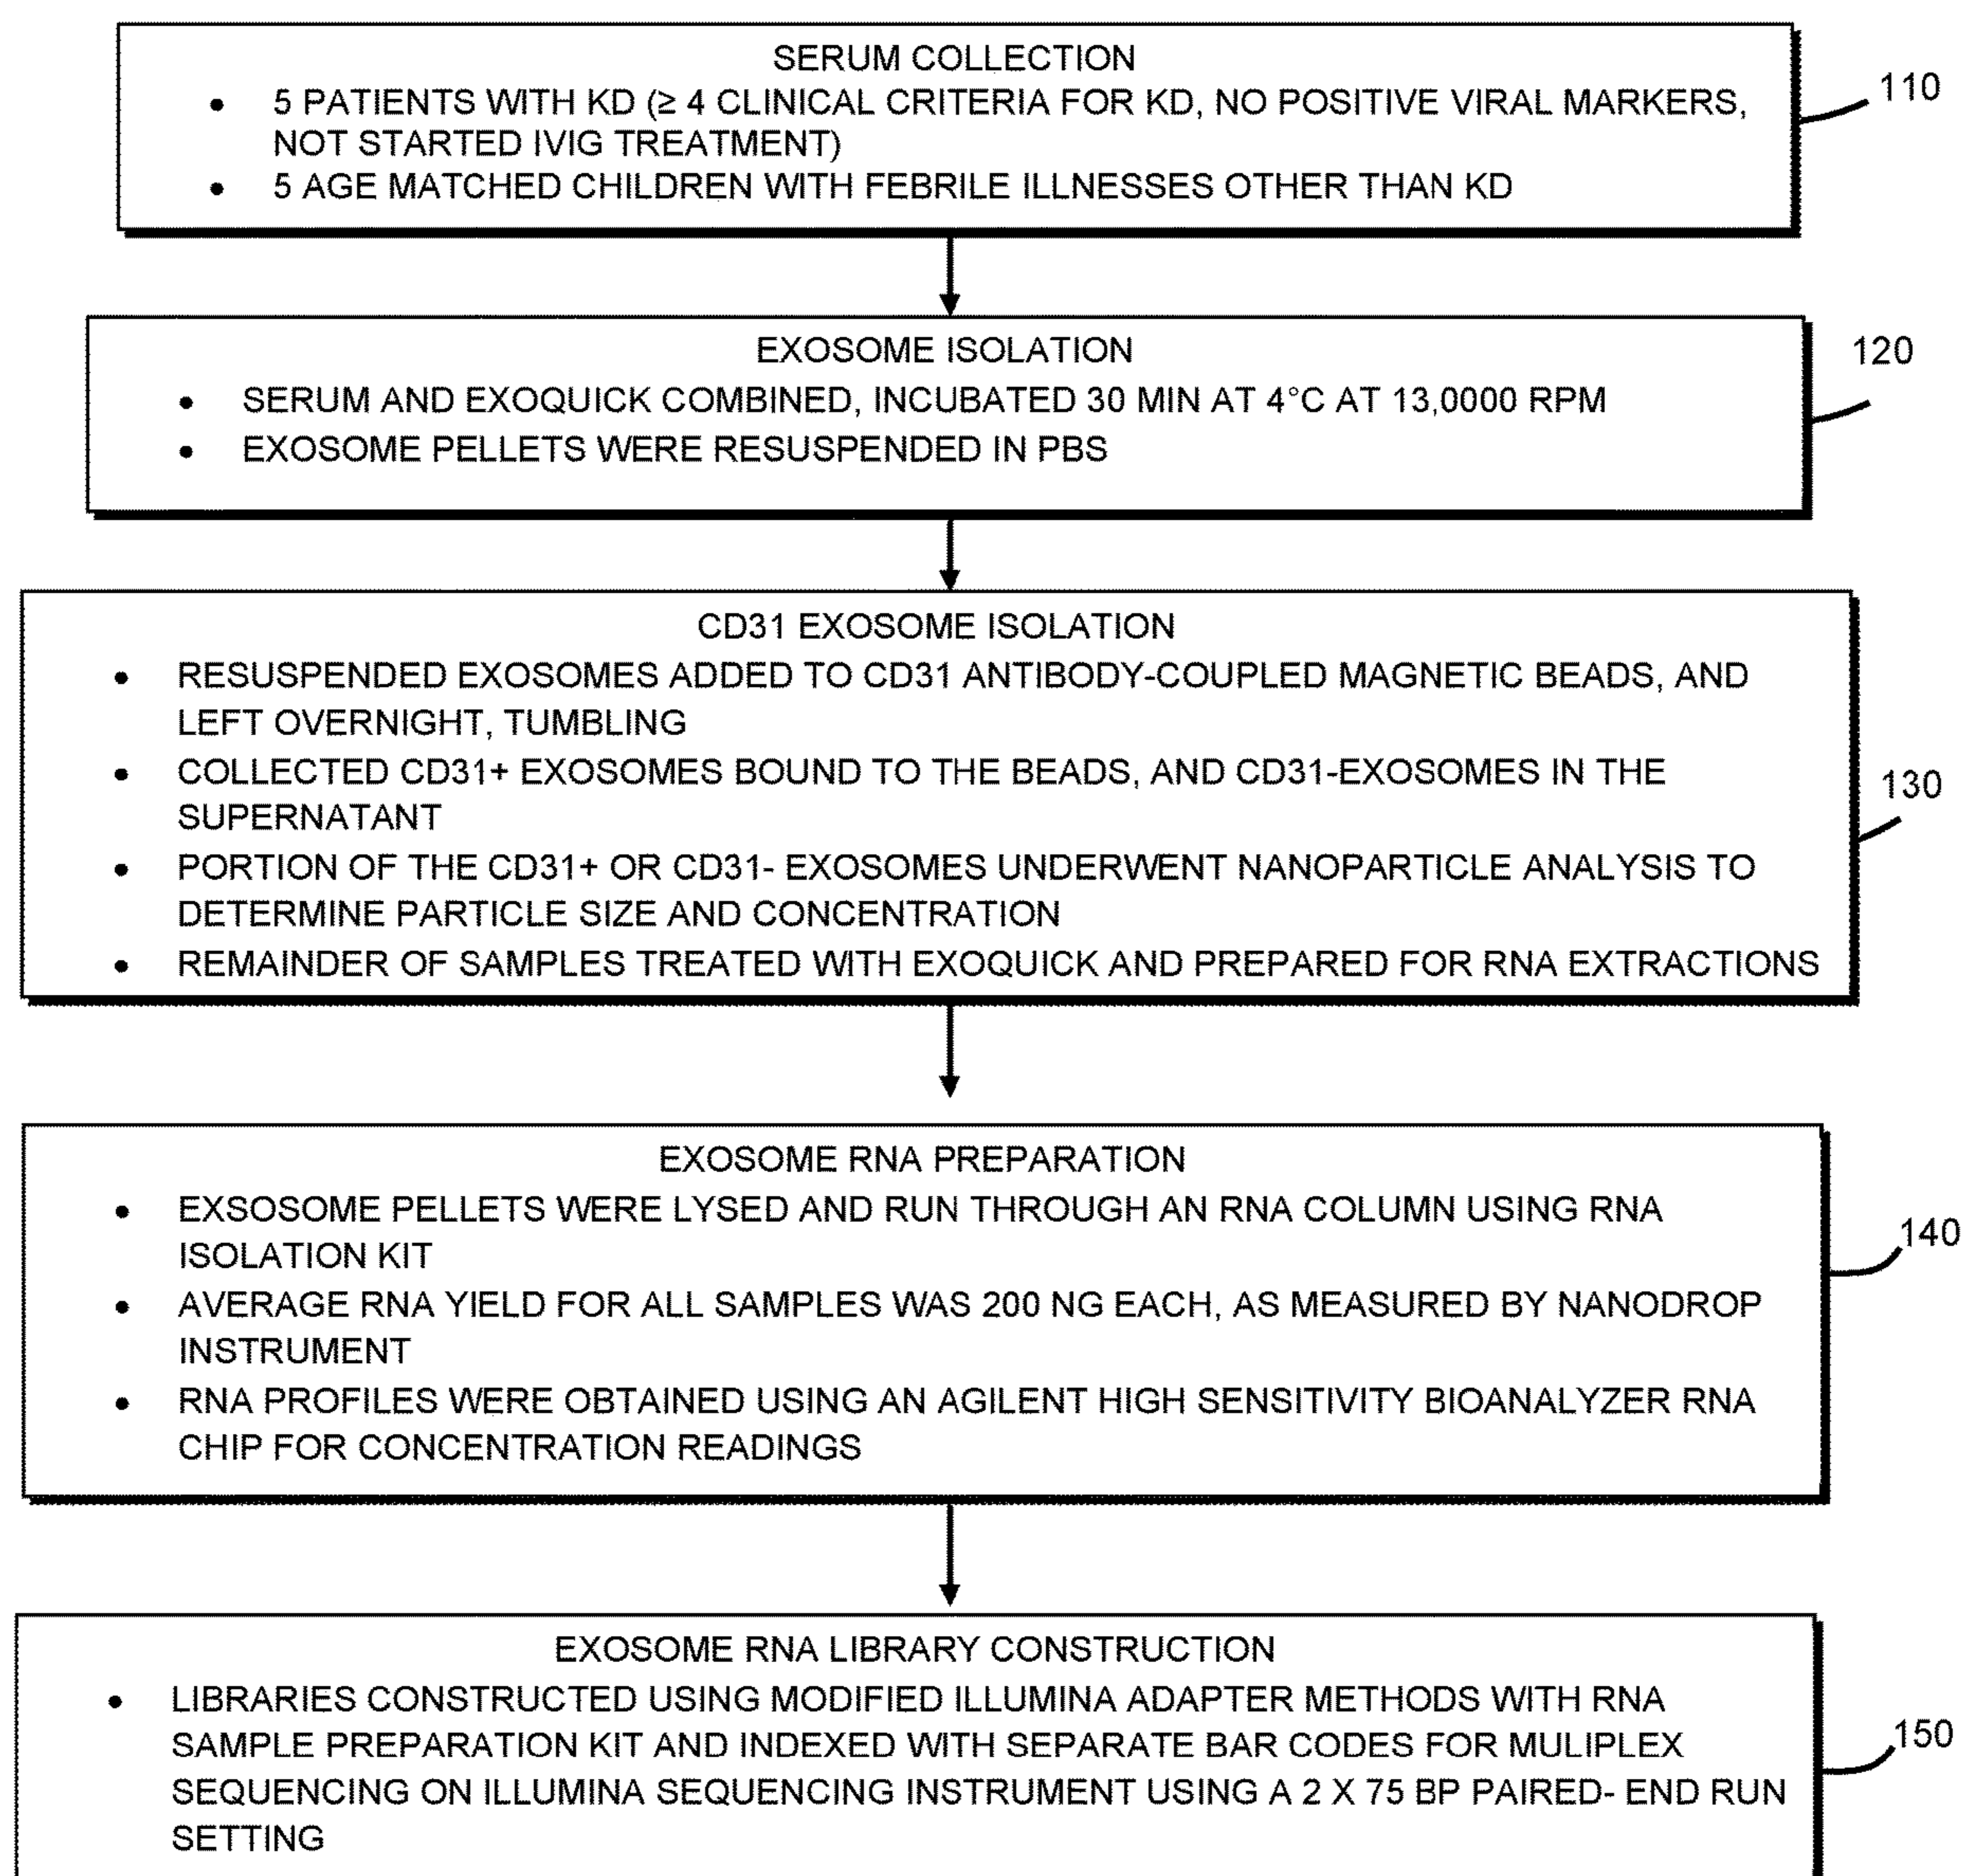 SERUM COLLECTION
• 5 PATIENTS WITH KD (≥ 4 CLINICAL CRITERIA FOR KD, NO POSITIVE VIRAL MARKERS,
NOT STARTED IVIG TREATMENT)
• 5 AGE MATCHED CHILDREN WITH FEBRILE ILLNESSES OTHER THAN KD
110
EXOSOME ISOLATION
• SERUM AND EXOQUICK COMBINED, INCUBATED 30 MIN AT 4°C AT 13,0000 RPM
• EXOSOME PELLETS WERE RESUSPENDED IN PBS
120
CD31 EXOSOME ISOLATION
• RESUSPENDED EXOSOMES ADDED TO CD31 ANTIBODY-COUPLED MAGNETIC BEADS, AND
LEFT OVERNIGHT, TUMBLING
• COLLECTED CD31+ EXOSOMES BOUND TO THE BEADS, AND CD31-EXOSOMES IN THE
SUPERNATANT
• PORTION OF THE CD31+ OR CD31- EXOSOMES UNDERWENT NANOPARTICLE ANALYSIS TO
DETERMINE PARTICLE SIZE AND CONCENTRATION
• REMAINDER OF SAMPLES TREATED WITH EXOQUICK AND PREPARED FOR RNA EXTRACTIONS
130
EXOSOME RNA PREPARATION
• EXSOSOME PELLETS WERE LYSED AND RUN THROUGH AN RNA COLUMN USING RNA
ISOLATION KIT
• AVERAGE RNA YIELD FOR ALL SAMPLES WAS 200 NG EACH, AS MEASURED BY NANODROP
INSTRUMENT
• RNA PROFILES WERE OBTAINED USING AN AGILENT HIGH SENSITIVITY BIOANALYZER RNA
CHIP FOR CONCENTRATION READINGS
140
EXOSOME RNA LIBRARY CONSTRUCTION
• LIBRARIES CONSTRUCTED USING MODIFIED ILLUMINA ADAPTER METHODS WITH RNA
SAMPLE PREPARATION KIT AND INDEXED WITH SEPARATE BAR CODES FOR MULIPLEX
SEQUENCING ON ILLUMINA SEQUENCING INSTRUMENT USING A 2 X 75 BP PAIRED- END RUN
SETTING
150